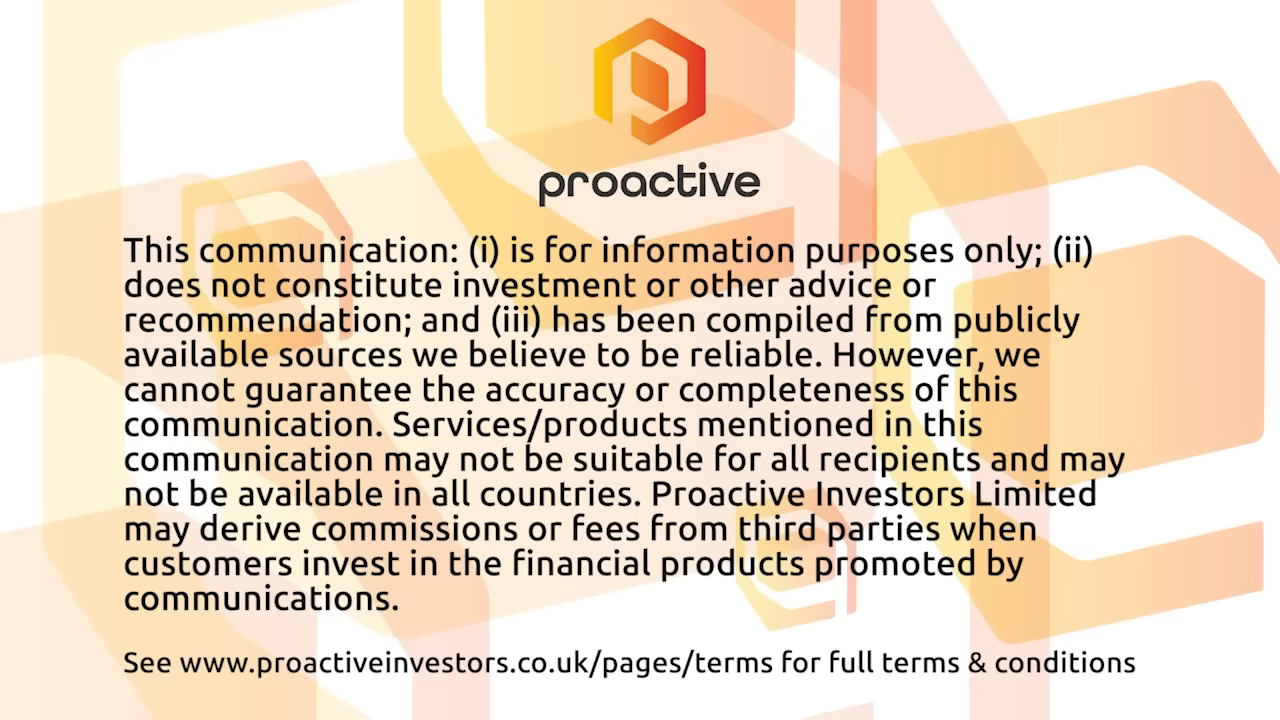 proactive
This communication: (i) is for information purposes only; (ii)
does not constitute investment or other advice or
recommendation; and (iii) has been compiled from publicly
available sources we believe to be reliable. However, we
cannot guarantee the accuracy or completeness of this
communication. Services/products mentioned in this
communication may not be suitable for all recipients and may
not be available in all countries. Proactive Investors Limited
may derive commissions or fees from third parties when
customers invest in the financial products promoted by
communications.
See www.proactiveinvestors.co.uk/pages/terms for full terms & conditions